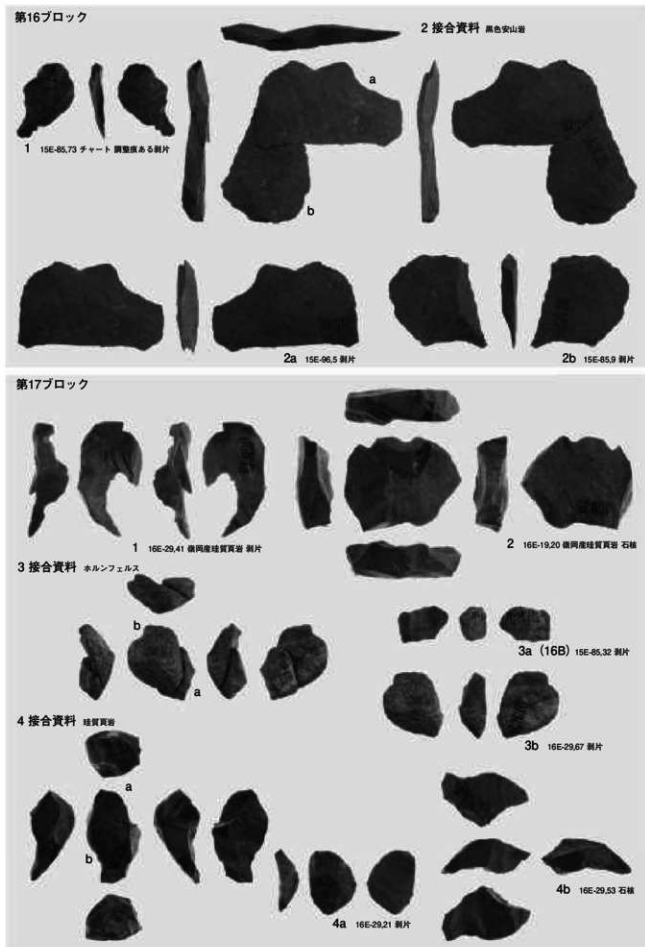 第16ブロック
2 接合資料 黒色安山岩
a
1 15E-85,73 チャート 調整痕ある剥片
b
2a 15E-96,5 剥片
2b 15E-85,9 剥片
第17ブロック
1 16E-29,41 嶺岡産珪質頁岩 剥片
2 16E-19,20 嶺岡産珪質頁岩 石核
3 接合資料 ホルンフェルス
b
a
3a（16B） 15E-85,32 剥片
3b 16E-29,67 剥片
4 接合資料 珪質頁岩
a
b
4a 16E-29,21 剥片
4b 16E-29,53 石核